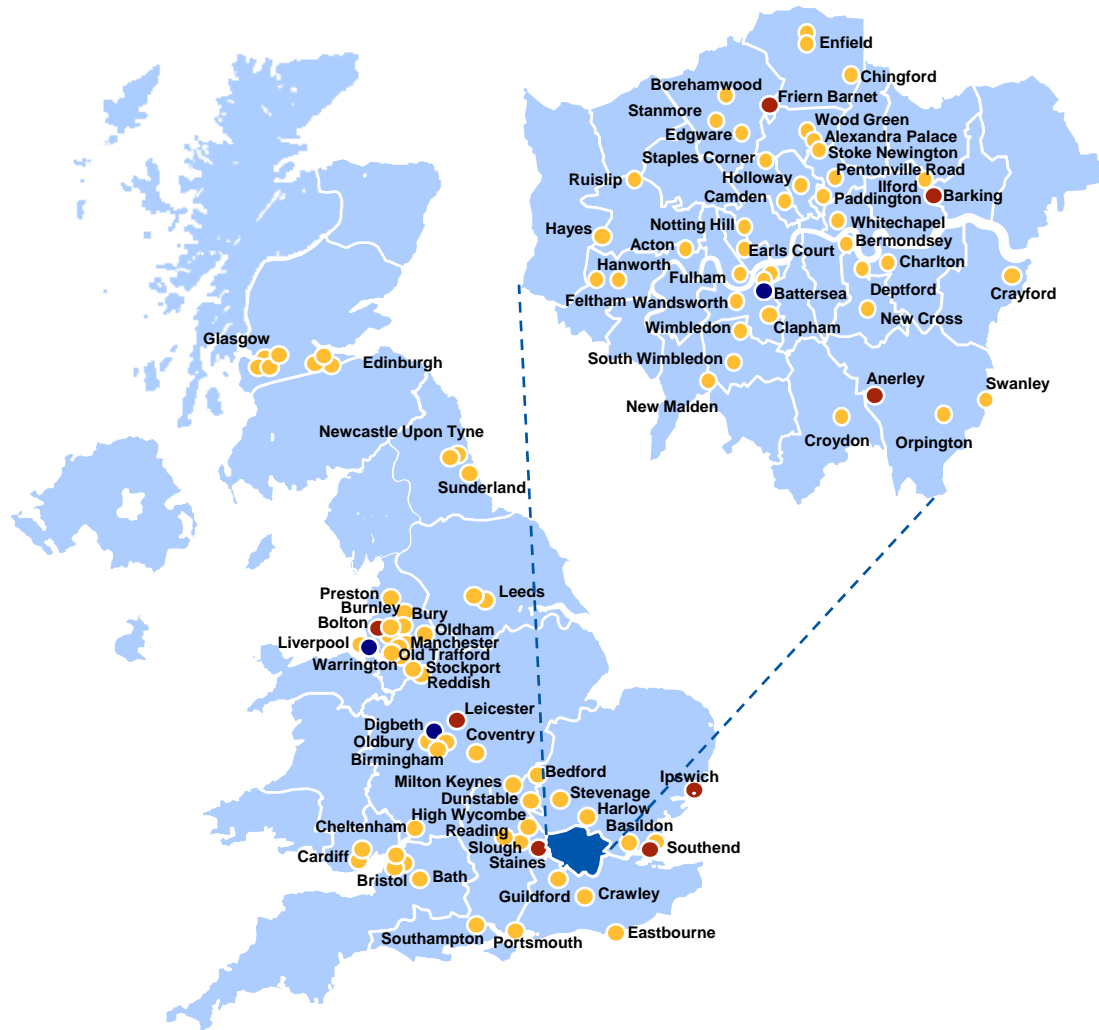 Enfield
Chingford
Borehamwood
Friern Barnet
Stanmore
Wood Green
Edgware
Alexandra Palace
Stoke Newington
Staples Corner
Pentonville Road
Ruislip
Holloway
Ilford
Camden
Paddington
Barking
Notting Hill
Whitechapel
Hayes
Acton
Earls Court
Bermondsey
Hanworth
Fulham
Charlton
Feltham
Wandsworth
Battersea
Deptford
Crayford
Wimbledon
Clapham
New Cross
South Wimbledon
Anerley
Swanley
New Malden
Croydon
Orpington
Glasgow
Edinburgh
Newcastle Upon Tyne
Sunderland
Preston
Leeds
Burnley
Bury
Bolton
Oldham
Liverpool
Manchester
Old Trafford
Warrington
Stockport
Reddish
Leicester
Digbeth
Coventry
Oldbury
Birmingham
Bedford
Ipswich
Milton Keynes
Stevenage
Dunstable
Harlow
High Wycombe
Basildon
Cheltenham
Reading
Slough
Southend
Cardiff
Staines
Bath
Bristol
Guildford
Crawley
Southampton
Portsmouth
Eastbourne